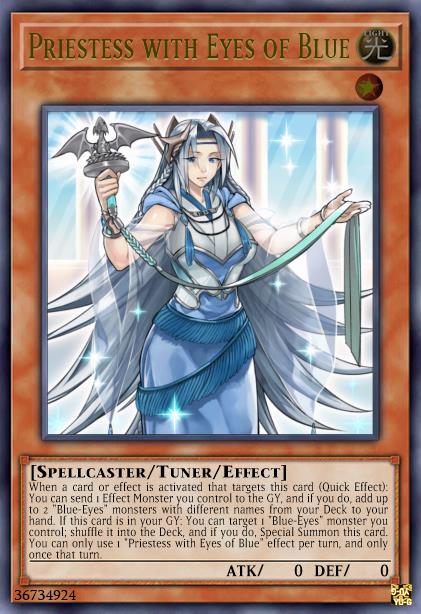 PRIESTESS WITH EYES OF BLUE
LIGHT
光
[SPELLCASTER/TUNER/EFFECT]
When a card or effect is activated that targets this card (Quick Effect):
You can send 1 Effect Monster you control to the GY, and if you do, add up
to 2 "Blue-Eyes" monsters with different names from your Deck to your
hand. If this card is in your GY: You can target 1 "Blue-Eyes" monster you
control; shuffle it into the Deck, and if you do, Special Summon this card.
You can only use 1 "Priestess with Eyes of Blue" effect per turn, and only
once that turn.
ATK/ 0 DEF/ 0
36734924